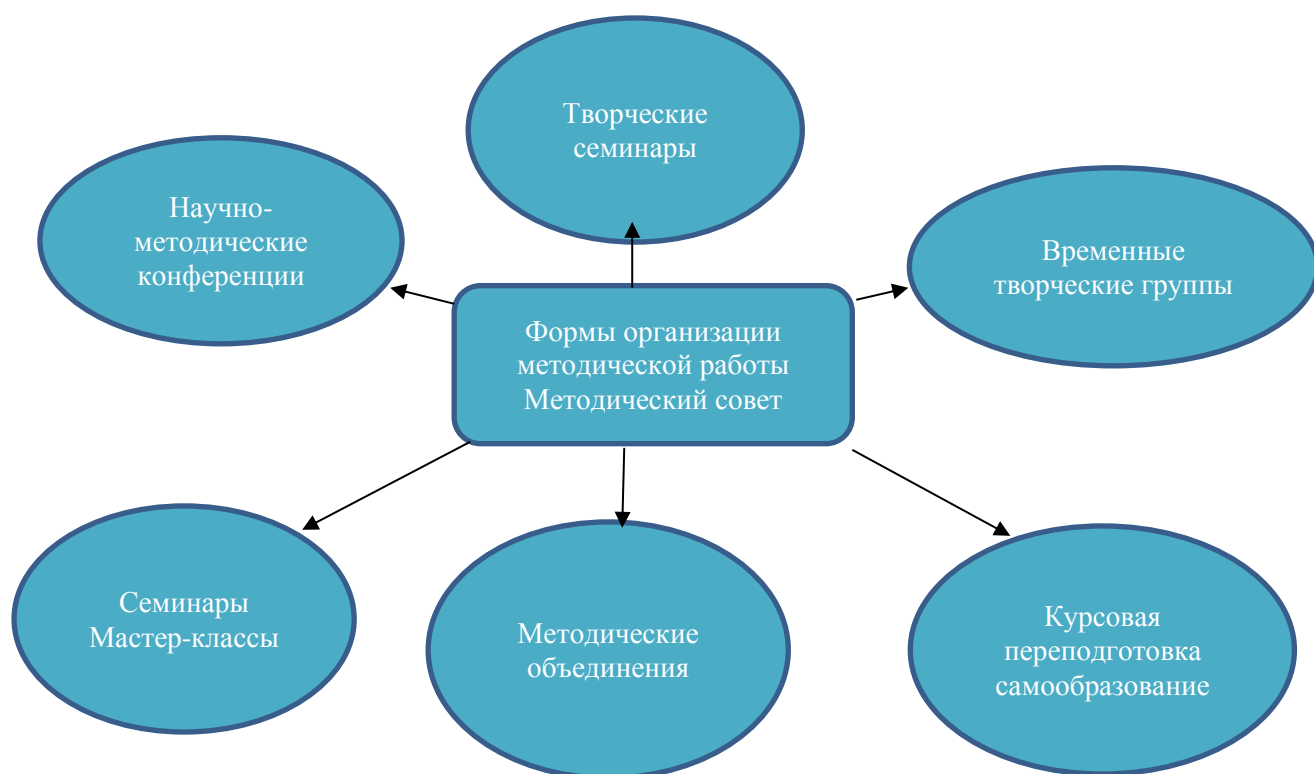 Творческие
семинары
Научно-
методические
конференции
Временные
творческие группы
Формы организации
методической работы
Методический совет
Семинары
Мастер-классы
Методические
объединения
Курсовая
переподготовка
самообразование